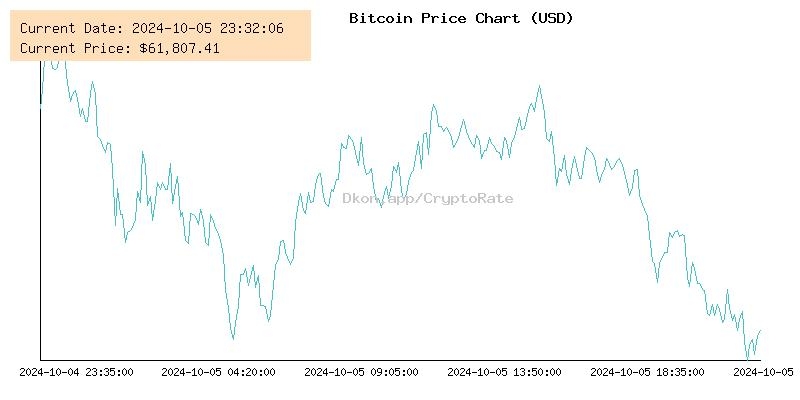 Bitcoin Price Chart (USD)
Current Date: 2024-10-05 23:32:06
Current Price: $61,807.41
Dkon.app/CryptoRate
2024-10-04 23:35:00 2024-10-05 04:20:00 2024-10-05 09:05:00 2024-10-05 13:50:00 2024-10-05 18:35:00 2024-10-05